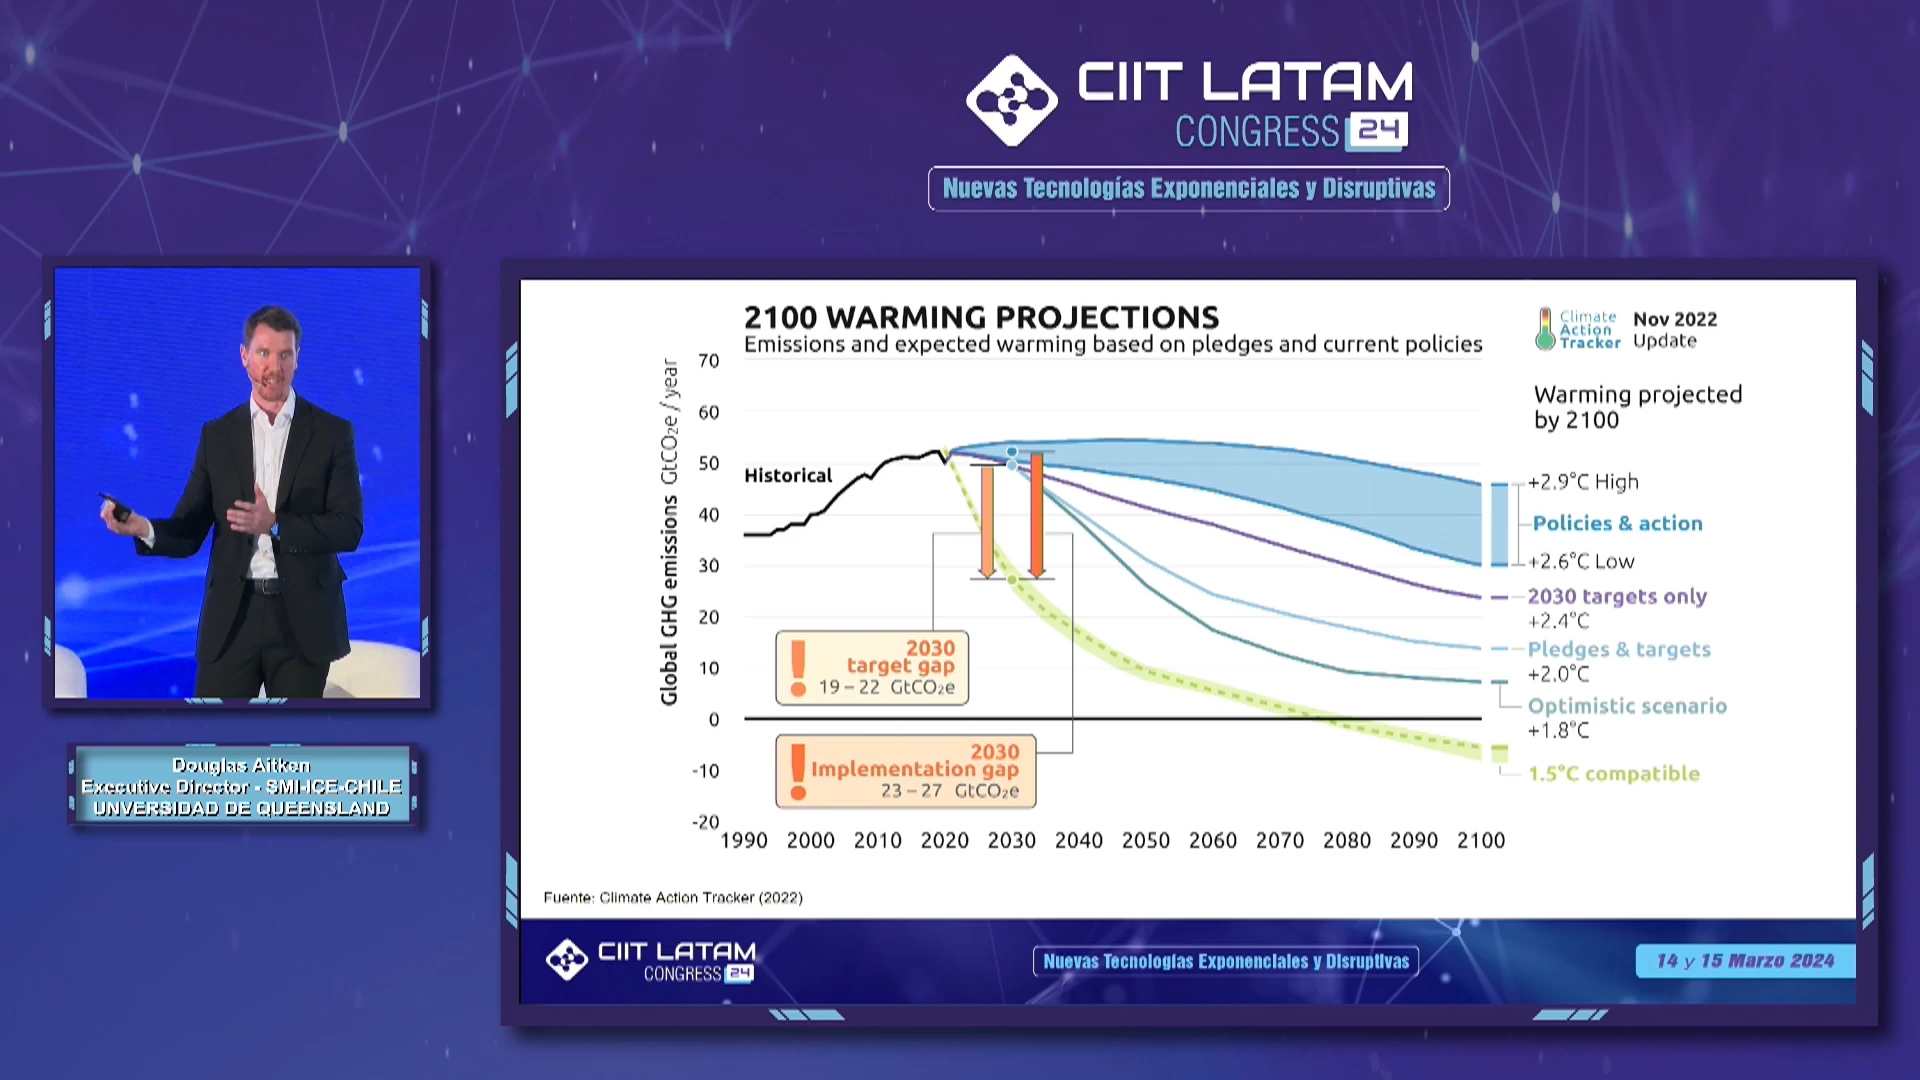 CIIT LATAM
CONGRESS 24
Nuevas Tecnologías Exponenciales y Disruptivas
Douglas Aitken
Executive Director - SMI-ICE-CHILE
UNVERSIDAD DE QUEENSLAND
2100 WARMING PROJECTIONS
Emissions and expected warming based on pledges and current policies
Climate
Action
Tracker
Nov 2022
Update
Global GHG emissions GtCO₂e / year
70
60
50
40
30
20
10
0
-10
-20
1990 2000 2010 2020 2030 2040 2050 2060 2070 2080 2090 2100
Historical
2030
target gap
19 – 22 GtCO₂e
2030
Implementation gap
23 – 27 GtCO₂e
Warming projected
by 2100
+2.9°C High
Policies & action
+2.6°C Low
2030 targets only
+2.4°C
Pledges & targets
+2.0°C
Optimistic scenario
+1.8°C
1.5°C compatible
Fuente: Climate Action Tracker (2022)
CIIT LATAM
CONGRESS 24
Nuevas Tecnologías Exponenciales y Disruptivas
14 y 15 Marzo 2024